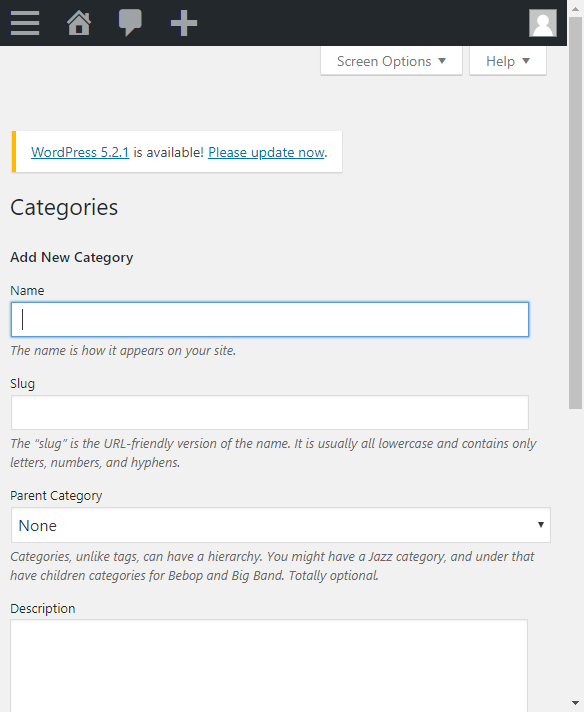 Screen Options
Help
WordPress 5.2.1 is available! Please update now.
Categories
Add New Category
Name
The name is how it appears on your site.
Slug
The “slug” is the URL-friendly version of the name. It is usually all lowercase and contains only
letters, numbers, and hyphens.
Parent Category
None
Categories, unlike tags, can have a hierarchy. You might have a Jazz category, and under that
have children categories for Bebop and Big Band. Totally optional.
Description